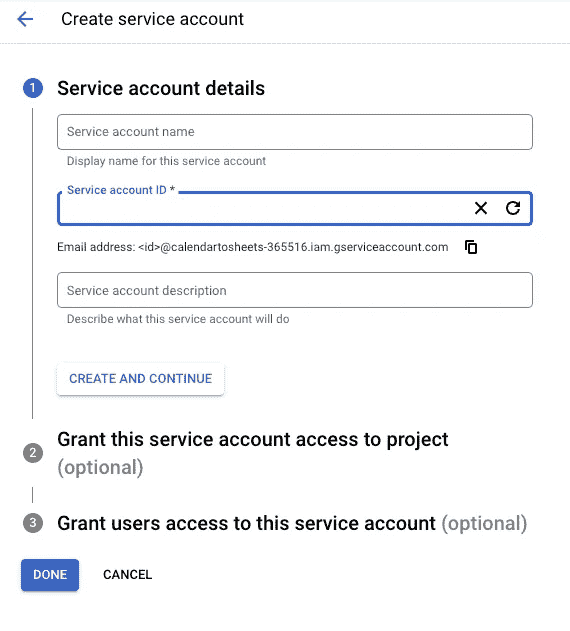 Create service account
1
Service account details
Service account name
Display name for this service account
Service account ID *
Email address: <id>@calendartosheets-365516.iam.gserviceaccount.com
Service account description
Describe what this service account will do
CREATE AND CONTINUE
2
Grant this service account access to project
(optional)
3
Grant users access to this service account (optional)
DONE
CANCEL